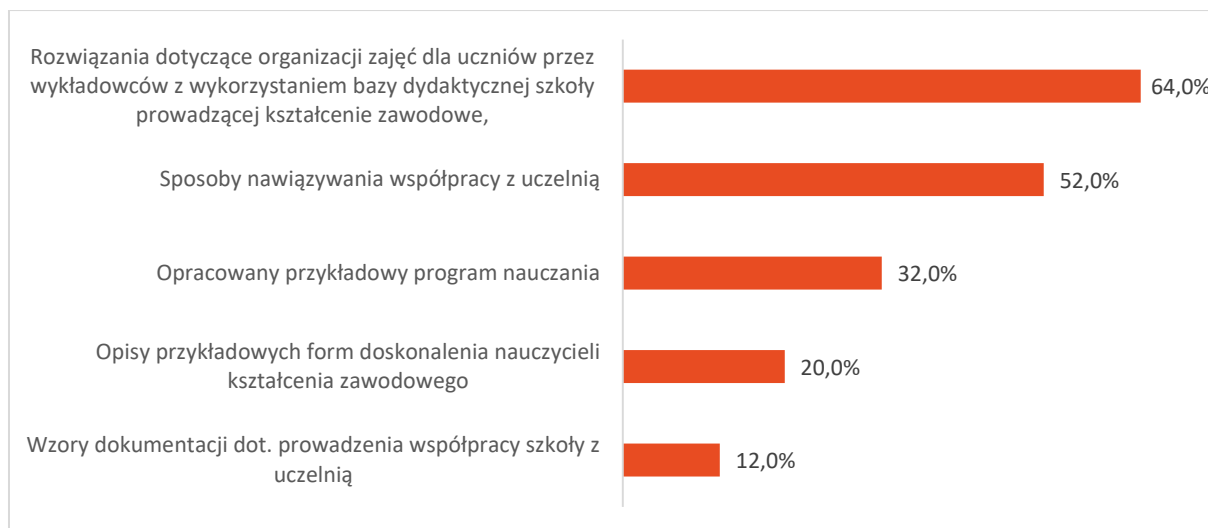 Rozwiązania dotyczące organizacji zajęć dla uczniów przez
wykładowców z wykorzystaniem bazy dydaktycznej szkoły
prowadzącej kształcenie zawodowe,
64,0%
Sposoby nawiązywania współpracy z uczelnią
52,0%
Opracowany przykładowy program nauczania
32,0%
Opisy przykładowych form doskonalenia nauczycieli
kształcenia zawodowego
20,0%
Wzory dokumentacji dot. prowadzenia współpracy szkoły z
uczelnią
12,0%